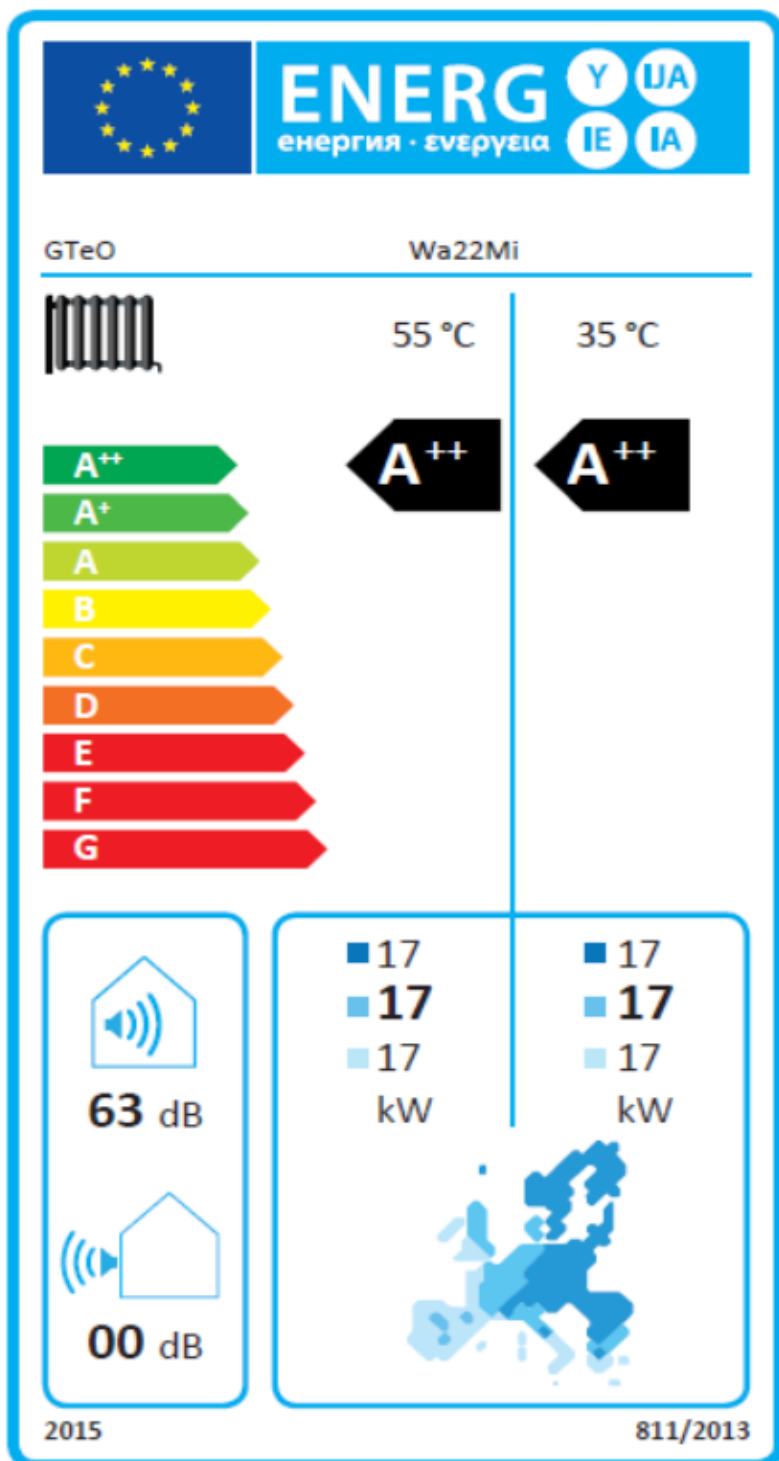 ENERG Y IJA
енергия · ενεργεια IE IA
GTeO Wa22Mi
55 °C 35 °C
A++ A++
A++
A+
A
B
C
D
E
F
G
63 dB
00 dB
17 17
17 17
17 17
kW kW
2015 811/2013